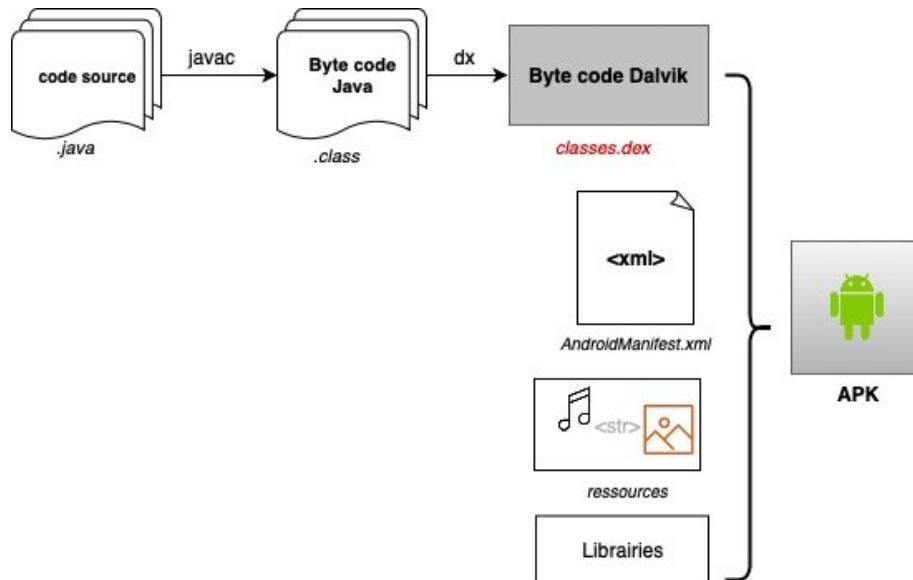 code source
javac
Byte code
Java
dx
Byte code Dalvik
.java
.class
classes.dex
<xml>
AndroidManifest.xml
APK
<str>
ressources
Librairies